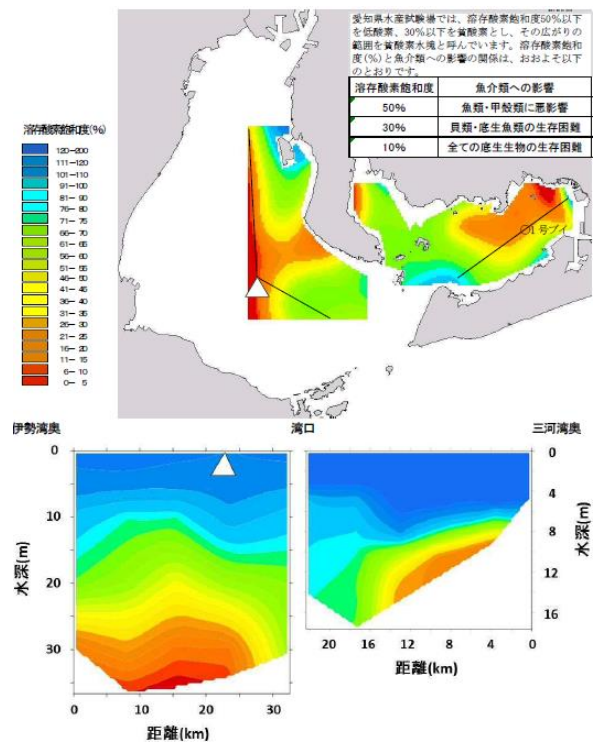 愛知県水産試験場では、溶存酸素飽和度50%以下
を低酸素、30%以下を貧酸素とし、その広がりの
範囲を貧酸素水塊と呼んでいます。溶存酸素飽和
度(%)と魚介類への影響の関係は、おおよそ以下
のとおりです。
溶存酸素飽和度 魚介類への影響
50% 魚類・甲殻類に悪影響
30% 貝類・底生魚類の生存困難
10% 全ての底生生物の生存困難
溶存酸素飽和度(%)
120-200
111-120
101-110
91-100
81-90
76-80
71-75
66-70
61-65
56-60
51-55
46-50
41-45
36-40
31-35
26-30
21-25
16-20
11-15
6-10
0-5
1号ブイ
伊勢湾奥 湾口 三河湾奥
0
10
20
30
水深(m)
0 10 20 30
距離(km)
0
4
8
12
16
水深(m)
20 16 12 8 4 0
距離(km)